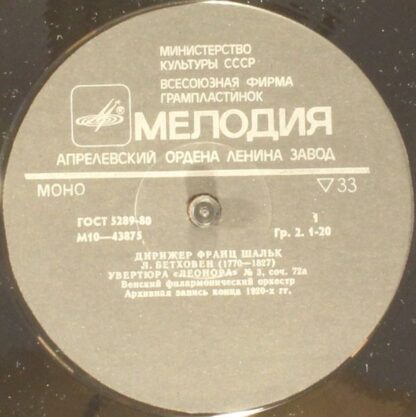 МИНИСТЕРСТВО
КУЛЬТУРЫ СССР
ВСЕСОЮЗНАЯ ФИРМА
ГРАМПЛАСТИНОК
МЕЛОДИЯ
АПРЕЛЕВСКИЙ ОРДЕНА ЛЕНИНА ЗАВОД
МОНО ▽33
ГОСТ 5289-80 1
М10—43875 Гр. 2. 1-20
ДИРИЖЕР ФРАНЦ ШАЛЬК
Л. БЕТХОВЕН (1770—1827)
УВЕРТЮРА «ЛЕОНОРА» № 3, соч. 72а
Венский филармонический оркестр
Архивная запись конца 1920-х гг.